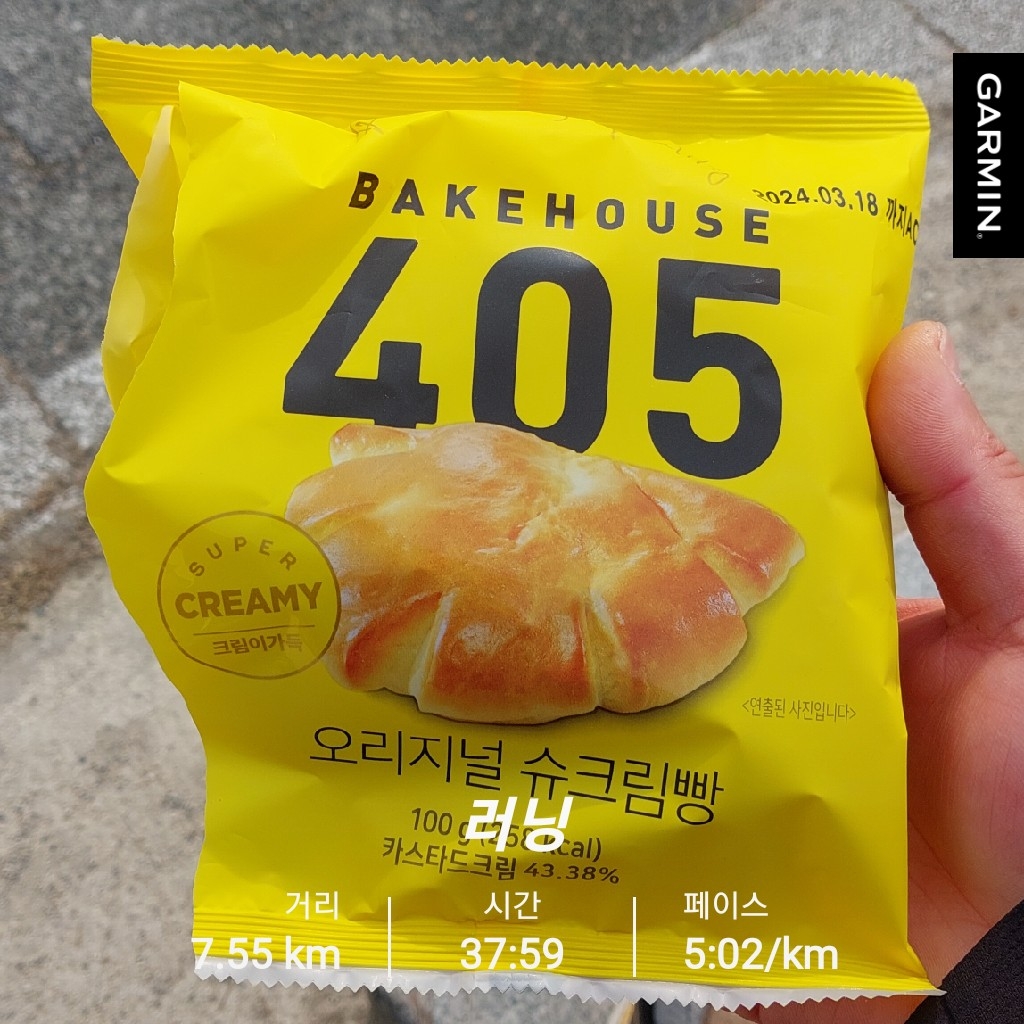 GARMIN
2024.03.18 까지
BAKEHOUSE
405
SUPER
CREAMY
크림이가득
<연출된 사진입니다>
오리지널 슈크림빵
100 g kcal)
러닝
카스타드크림 43.38%
거리 시간 페이스
7.55 km 37:59 5:02/km